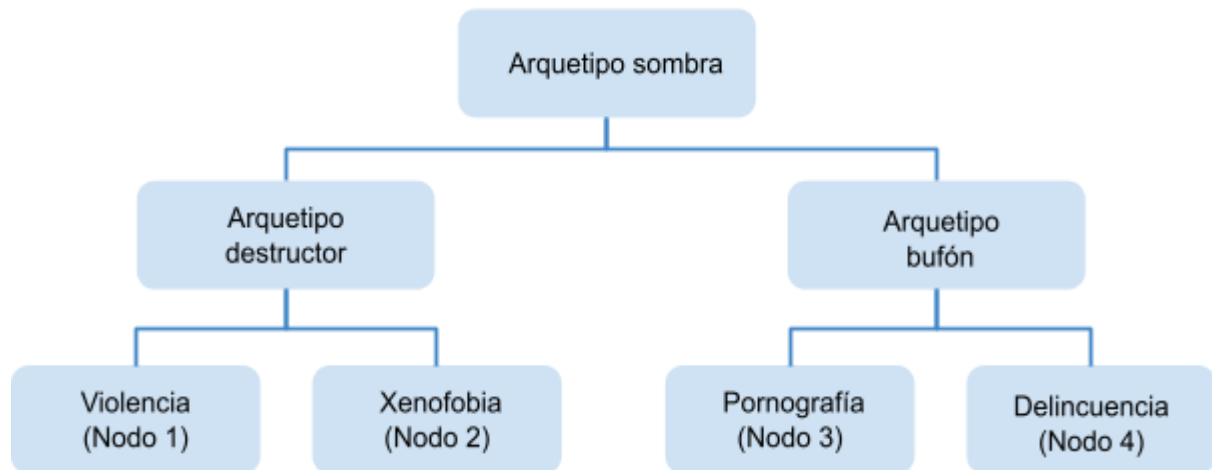 Arquetipo sombra
Arquetipo
destructor
Arquetipo
bufón
Violencia
(Nodo 1)
Xenofobia
(Nodo 2)
Pornografía
(Nodo 3)
Delincuencia
(Nodo 4)